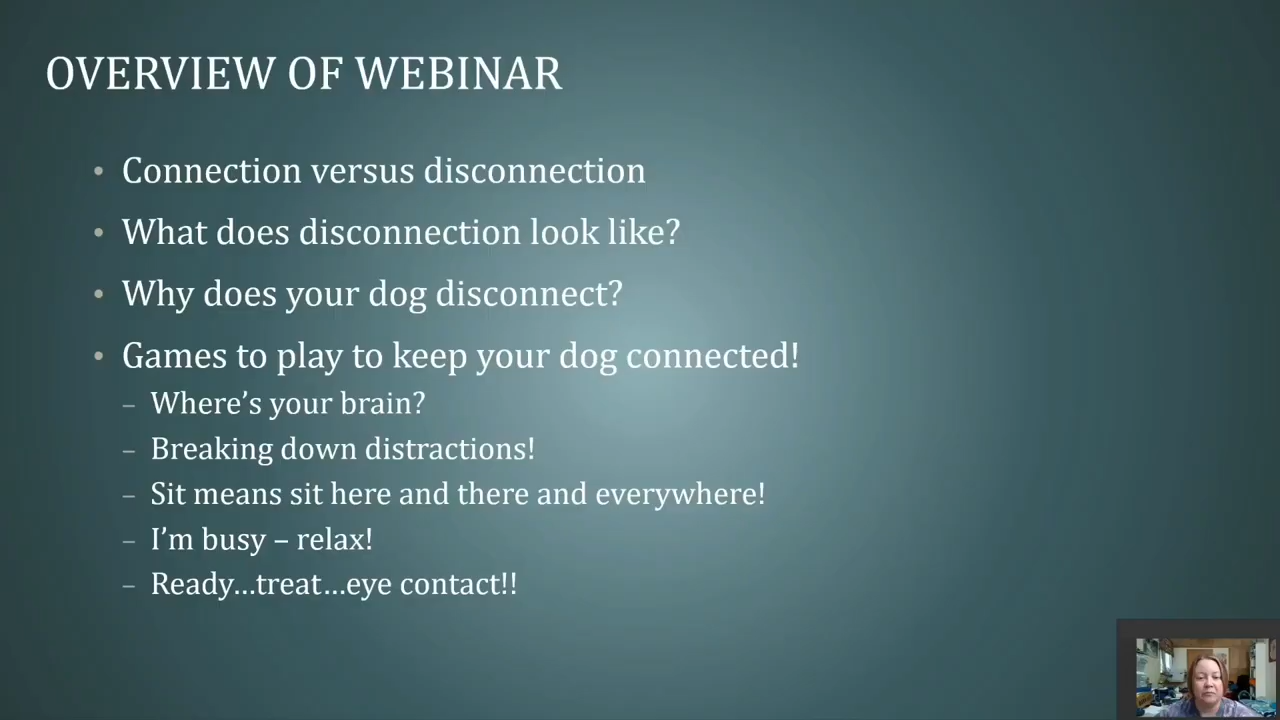 OVERVIEW OF WEBINAR
• Connection versus disconnection
• What does disconnection look like?
• Why does your dog disconnect?
• Games to play to keep your dog connected!
– Where’s your brain?
– Breaking down distractions!
– Sit means sit here and there and everywhere!
– I’m busy – relax!
– Ready…treat…eye contact!!